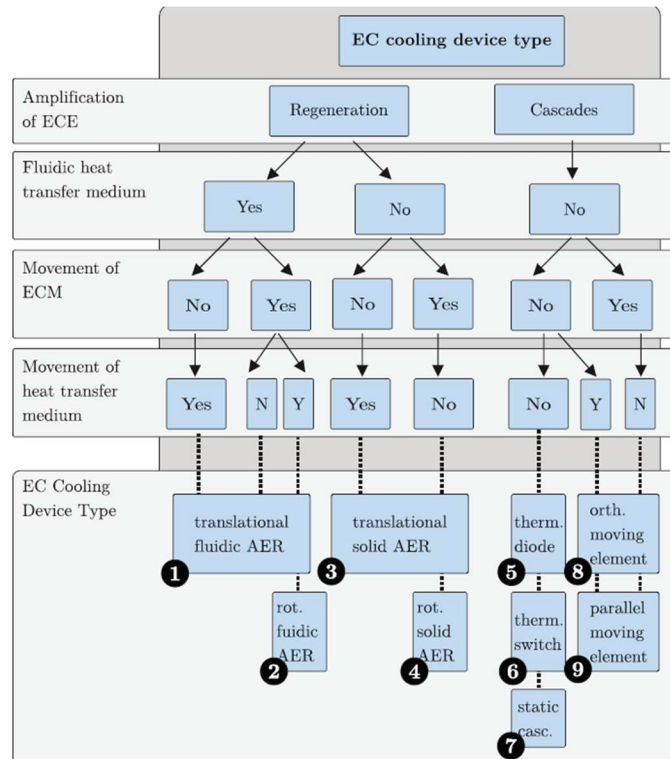 EC cooling device type
Amplification
of ECE
Regeneration
Cascades
Fluidic heat
transfer medium
Yes
No
No
Movement of
ECM
No
Yes
No
Yes
No
Yes
Movement of
heat transfer
medium
Yes
N
Y
Yes
No
No
Y
N
EC Cooling
Device Type
translational
fluidic AER
1
translational
solid AER
3
therm.
diode
5
orth.
moving
element
8
rot.
fuidic
AER
2
rot.
solid
AER
4
therm.
switch
6
parallel
moving
element
9
static
casc.
7